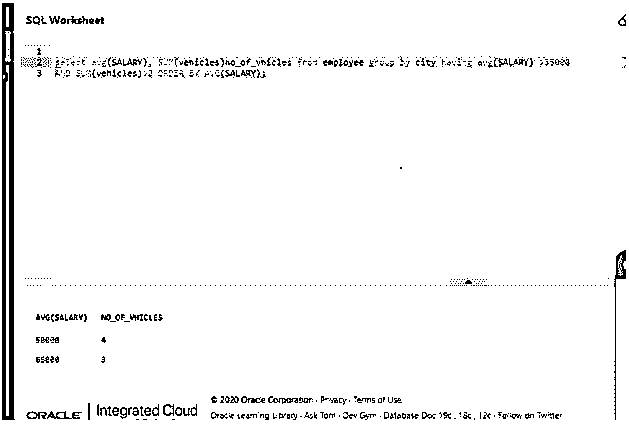 SQL Worksheet
1
2 select avg(SALARY), SUM(vehicles)no_of_vhicles from employee group by city having avg(SALARY) >35000
3 AND SUM(vehicles)>2 ORDER BY AVG(SALARY);
AVG(SALARY) NO_OF_VHICLES
50000 4
65000 3
© 2020 Oracle Corporation · Privacy · Terms of Use
ORACLE Integrated Cloud
Oracle Learning Library · Ask Tom · Dev Gym · Database Doc 19c, 18c, 12c · Follow on Twitter